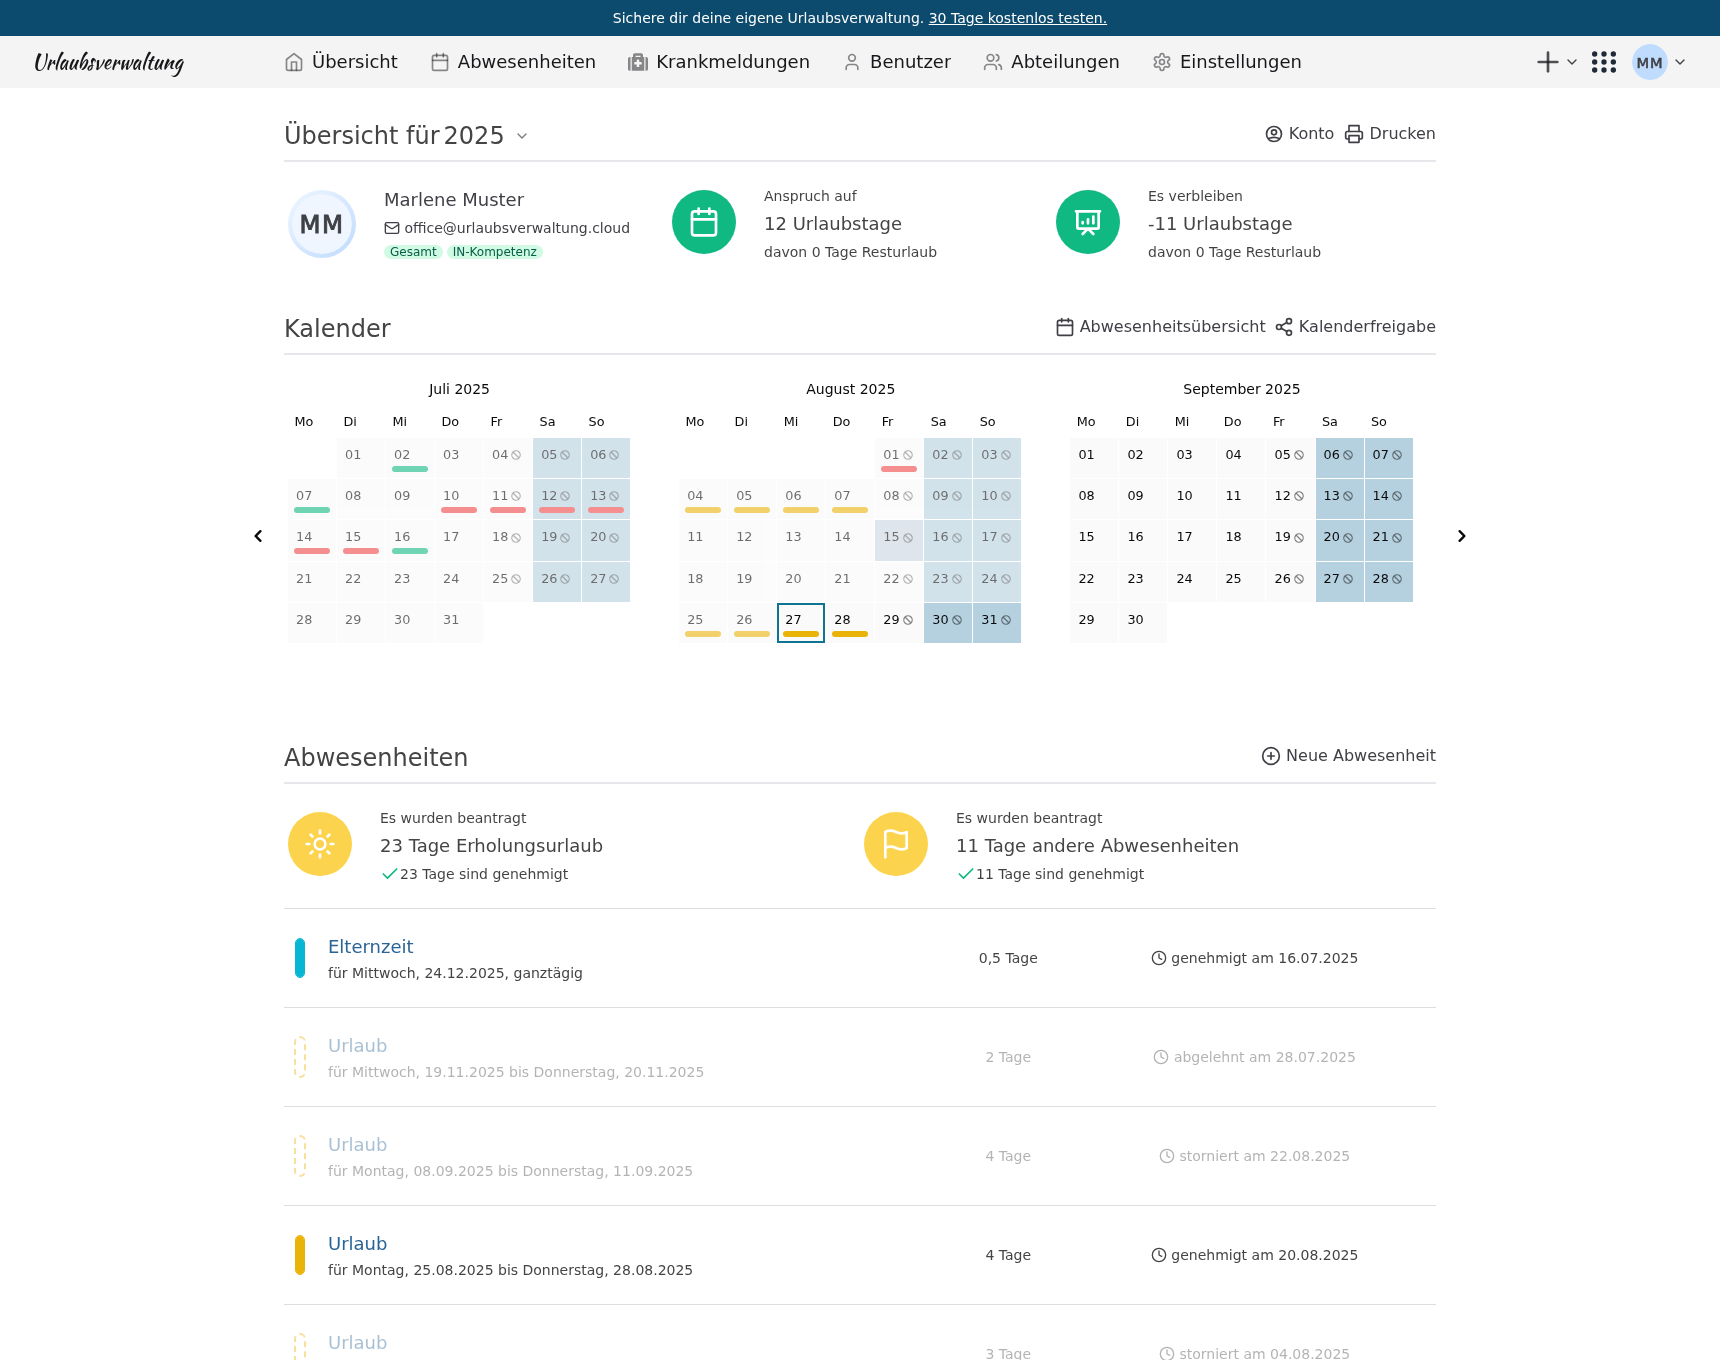 Sichere dir deine eigene Urlaubsverwaltung. 30 Tage kostenlos testen.
Urlaubsverwaltung Übersicht Abwesenheiten Krankmeldungen Benutzer Abteilungen Einstellungen MM
Übersicht für 2025 Konto Drucken
MM
Marlene Muster
office@urlaubsverwaltung.cloud
Gesamt IN-Kompetenz
Anspruch auf
12 Urlaubstage
davon 0 Tage Resturlaub
Es verbleiben
-11 Urlaubstage
davon 0 Tage Resturlaub
Kalender Abwesenheitsübersicht Kalenderfreigabe
Juli 2025
Mo Di Mi Do Fr Sa So
01 02 03 04 05 06
07 08 09 10 11 12 13
14 15 16 17 18 19 20
21 22 23 24 25 26 27
28 29 30 31
August 2025
Mo Di Mi Do Fr Sa So
01 02 03
04 05 06 07 08 09 10
11 12 13 14 15 16 17
18 19 20 21 22 23 24
25 26 27 28 29 30 31
September 2025
Mo Di Mi Do Fr Sa So
01 02 03 04 05 06 07
08 09 10 11 12 13 14
15 16 17 18 19 20 21
22 23 24 25 26 27 28
29 30
Abwesenheiten Neue Abwesenheit
Es wurden beantragt
23 Tage Erholungsurlaub
23 Tage sind genehmigt
Es wurden beantragt
11 Tage andere Abwesenheiten
11 Tage sind genehmigt
Elternzeit
für Mittwoch, 24.12.2025, ganztägig
0,5 Tage genehmigt am 16.07.2025
Urlaub
für Mittwoch, 19.11.2025 bis Donnerstag, 20.11.2025
2 Tage abgelehnt am 28.07.2025
Urlaub
für Montag, 08.09.2025 bis Donnerstag, 11.09.2025
4 Tage storniert am 22.08.2025
Urlaub
für Montag, 25.08.2025 bis Donnerstag, 28.08.2025
4 Tage genehmigt am 20.08.2025
Urlaub
3 Tage storniert am 04.08.2025